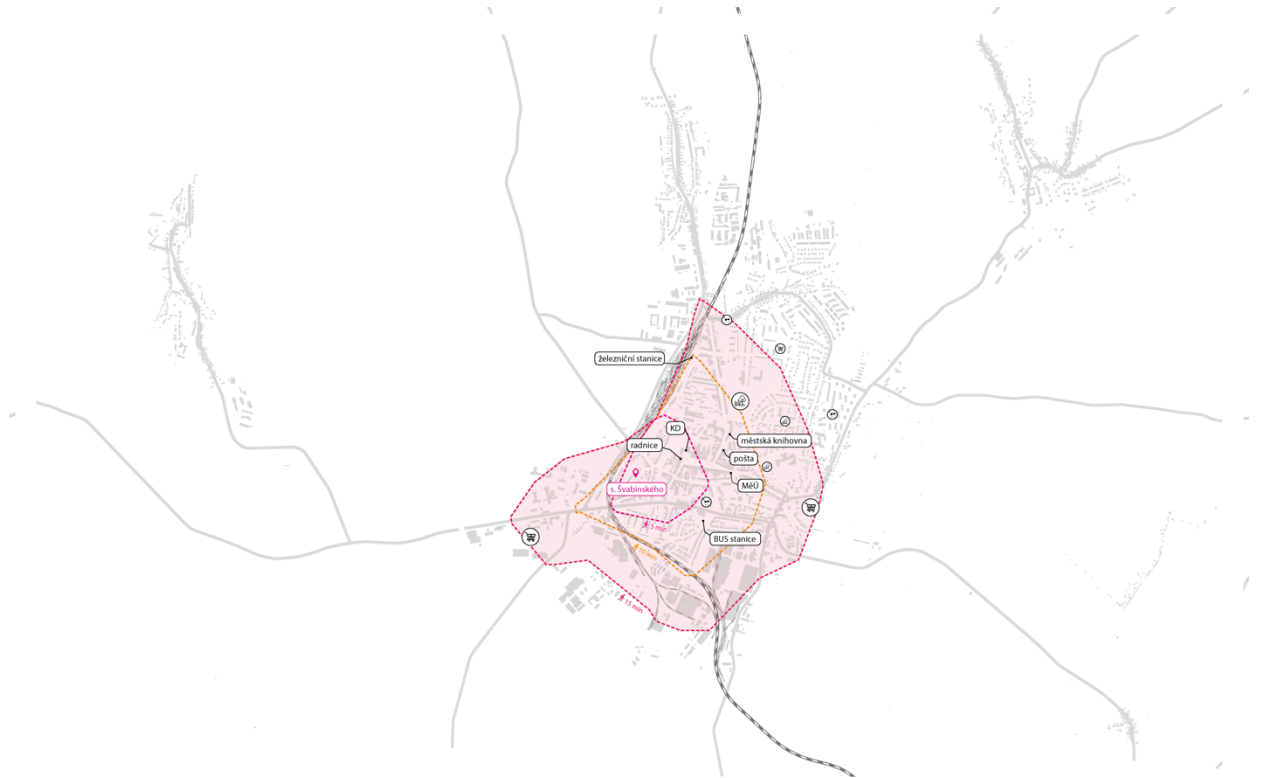 železniční stanice
KD
radnice
městská knihovna
pošta
s. Švabinského
MěÚ
5 min
BUS stanice
10 min
15 min